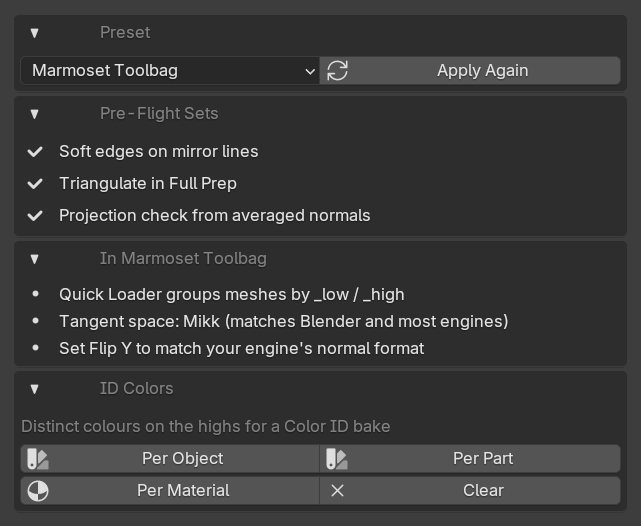 Preset
Marmoset Toolbag
Apply Again
Pre-Flight Sets
Soft edges on mirror lines
Triangulate in Full Prep
Projection check from averaged normals
In Marmoset Toolbag
• Quick Loader groups meshes by _low / _high
• Tangent space: Mikk (matches Blender and most engines)
• Set Flip Y to match your engine's normal format
ID Colors
Distinct colours on the highs for a Color ID bake
Per Object
Per Part
Per Material
Clear